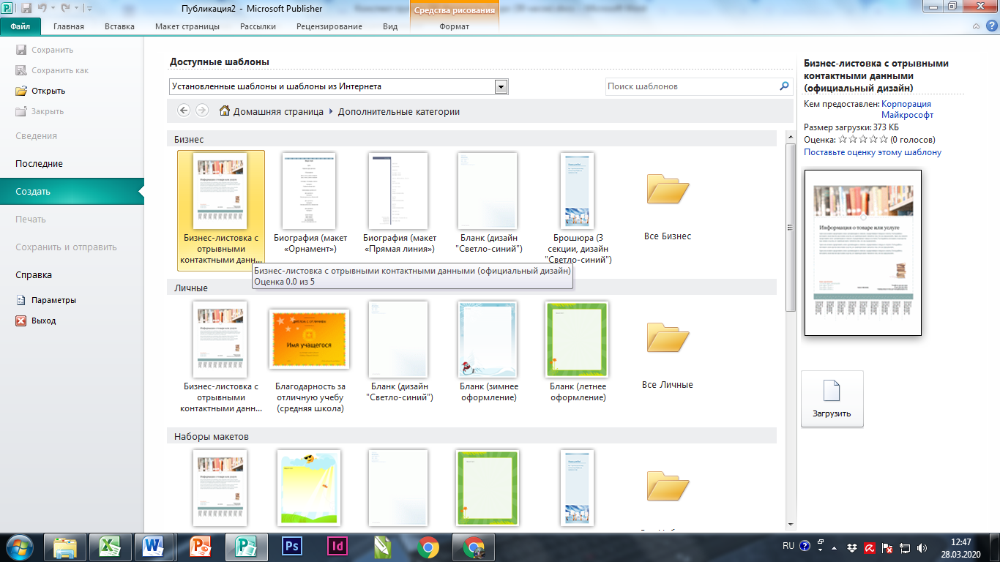 Публикация2 - Microsoft Publisher
Средства рисования
Файл
Главная
Вставка
Макет страницы
Рассылки
Рецензирование
Вид
Формат
Сохранить
Сохранить как
Открыть
Закрыть
Сведения
Последние
Создать
Печать
Сохранить и отправить
Справка
Параметры
Выход
Доступные шаблоны
Установленные шаблоны и шаблоны из Интернета
Поиск шаблонов
Домашняя страница
Дополнительные категории
Бизнес
Бизнес-листовка с
отрывными
контактными данн...
Биография (макет
«Орнамент»)
Биография (макет
«Прямая линия»)
Бланк (дизайн
"Светло-синий")
Брошюра (3
секции, дизайн
"Светло-синий")
Все Бизнес
Бизнес-листовка с отрывными контактными данными (официальный дизайн)
Оценка 0.0 из 5
Личные
ДИПЛОМ С ОТЛИЧИЕМ
Имя учащегося
Бизнес-листовка с
отрывными
контактными данн...
Благодарность за
отличную учебу
(средняя школа)
Бланк (дизайн
"Светло-синий")
Бланк (зимнее
оформление)
Бланк (летнее
оформление)
Все Личные
Наборы макетов
Бизнес-листовка с отрывными
контактными данными
(официальный дизайн)
Кем предоставлен: Корпорация
Майкрософт
Размер загрузки: 373 КБ
Оценка: (0 голосов)
Поставьте оценку этому шаблону
Информация о товаре или услуге
Загрузить
Ps
Id
RU
12:47
28.03.2020